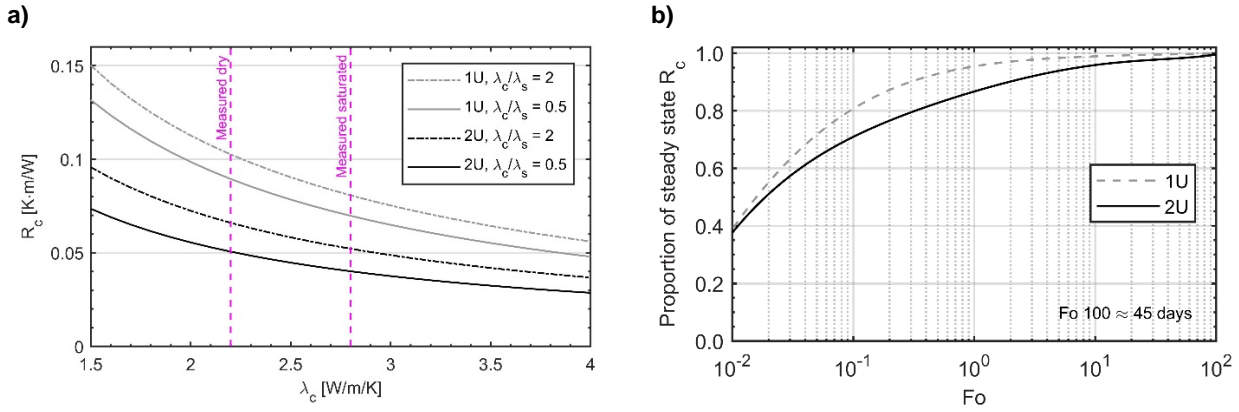 a)
R_c [K·m/W]
0.15
0.1
0.05
0
1.5
2
2.5
3
3.5
4
λ_c [W/m/K]
Measured dry
Measured saturated
1U, λ_c/λ_s = 2
1U, λ_c/λ_s = 0.5
2U, λ_c/λ_s = 2
2U, λ_c/λ_s = 0.5
b)
Proportion of steady state R_c
1.0
0.8
0.6
0.4
0.2
0.0
10^-2
10^-1
10^0
10^1
10^2
Fo
1U
2U
Fo 100 ≈ 45 days